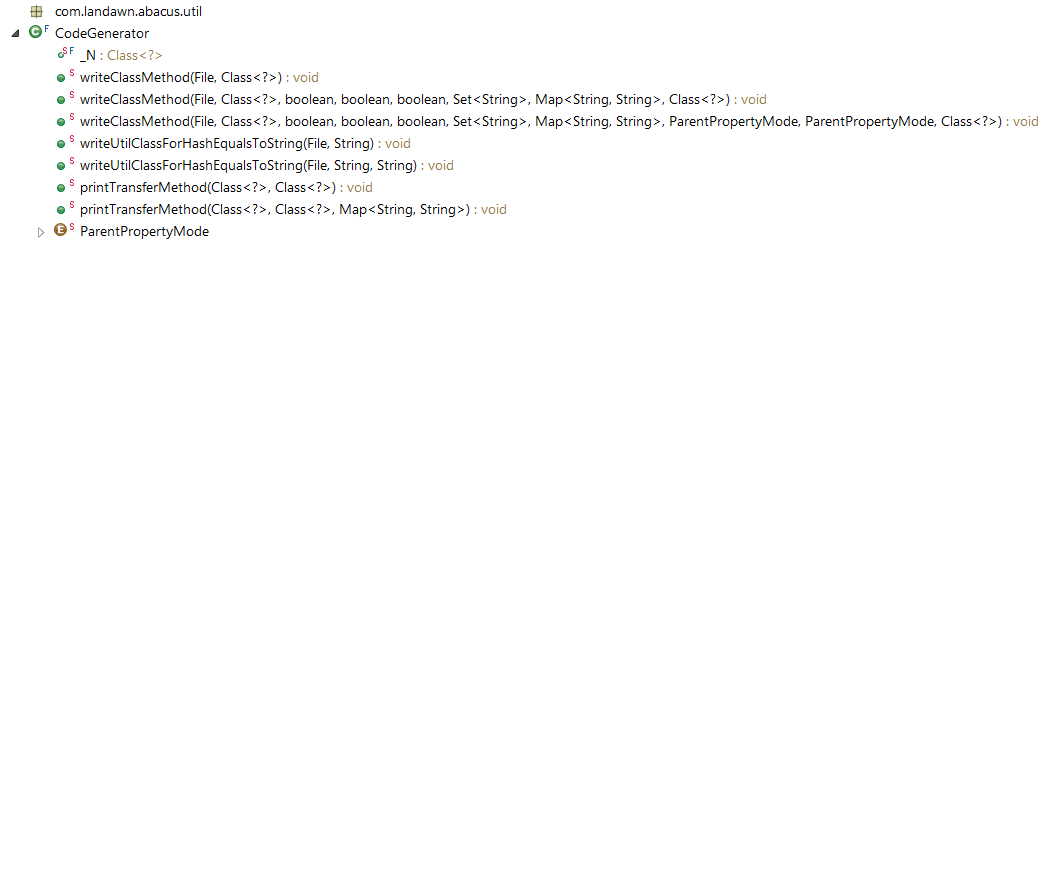 com.landawn.abacus.util
C F CodeGenerator
S F _N : Class<?>
S writeClassMethod(File, Class<?>) : void
S writeClassMethod(File, Class<?>, boolean, boolean, boolean, Set<String>, Map<String, String>, Class<?>) : void
S writeClassMethod(File, Class<?>, boolean, boolean, boolean, Set<String>, Map<String, String>, ParentPropertyMode, ParentPropertyMode, Class<?>) : void
S writeUtilClassForHashEqualsToString(File, String) : void
S writeUtilClassForHashEqualsToString(File, String, String) : void
S printTransferMethod(Class<?>, Class<?>) : void
S printTransferMethod(Class<?>, Class<?>, Map<String, String>) : void
E S ParentPropertyMode